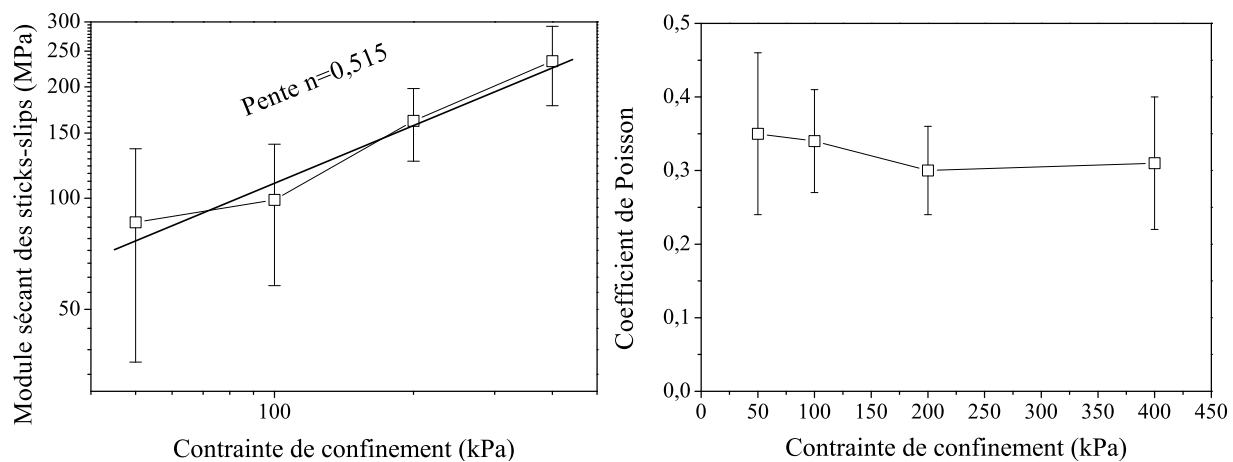 Module sécant des sticks-slips (MPa)
300
250
200
150
100
50
Pente n=0,515
100
Contrainte de confinement (kPa)
Coefficient de Poisson
0,5
0,4
0,3
0,2
0,1
0,0
0 50 100 150 200 250 300 350 400 450
Contrainte de confinement (kPa)